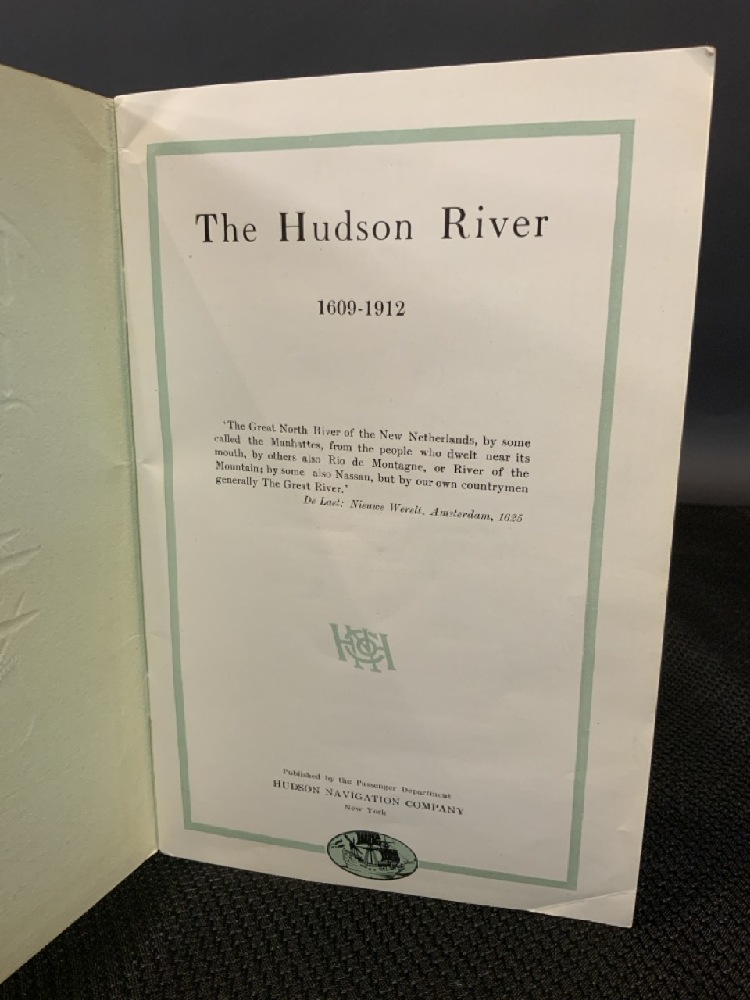 The Hudson River
1609-1912
'The Great North River of the New Netherlands, by some
called the Manhattes, from the people who dwelt near its
mouth, by others also Rio de Montagne, or River of the
Mountain; by some also Nassau, but by our own countrymen
generally The Great River.'
De Laet: Nieuwe Werelt, Amsterdam, 1625
Published by the Passenger Department
HUDSON NAVIGATION COMPANY
New York